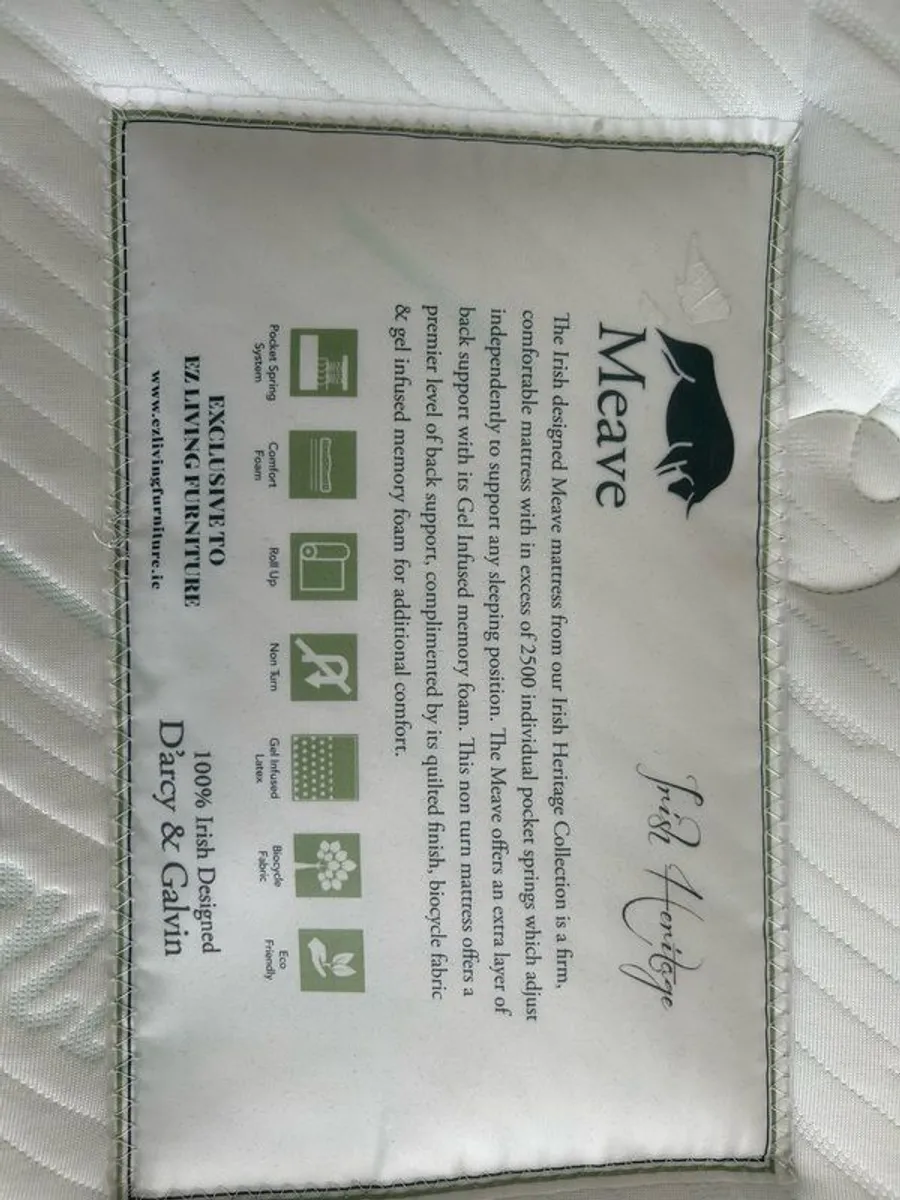 Meave
Irish Heritage
The Irish designed Meave mattress from our Irish Heritage Collection is a firm,
comfortable mattress with in excess of 2500 individual pocket springs which adjust
independently to support any sleeping position. The Meave offers an extra layer of
back support with its Gel Infused memory foam. This non turn mattress offers a
premier level of back support, complimented by its quilted finish, biocycle fabric
& gel infused memory foam for additional comfort.
Pocket Spring
System
Comfort
Foam
Roll Up
Non Turn
Gel Infused
Latex
Biocycle
Fabric
Eco
Friendly
EXCLUSIVE TO
EZ LIVING FURNITURE
www.ezlivingfurniture.ie
100% Irish Designed
D'arcy & Galvin